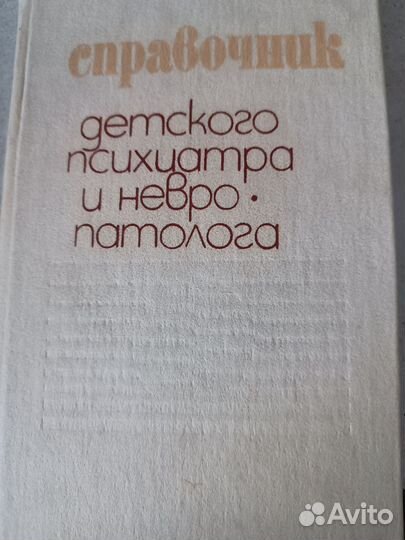 справочник
детского
психиатра
и невро •
патолога
Avito